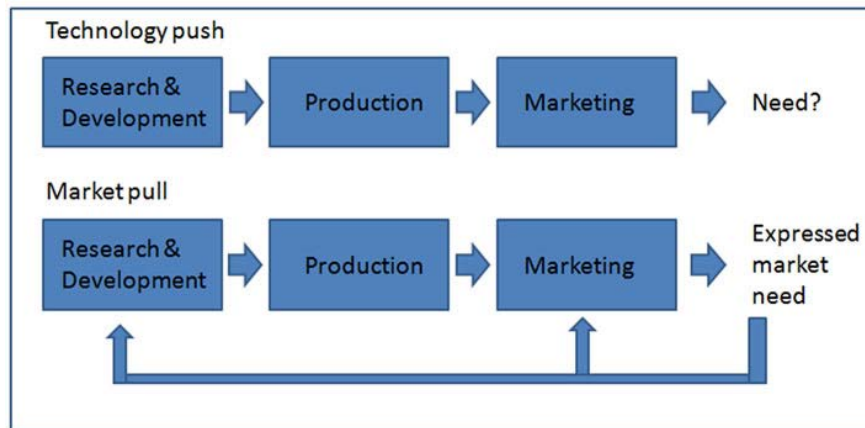 Technology push
Research &
Development
Production
Marketing
Need?
Market pull
Research &
Development
Production
Marketing
Expressed
market
need